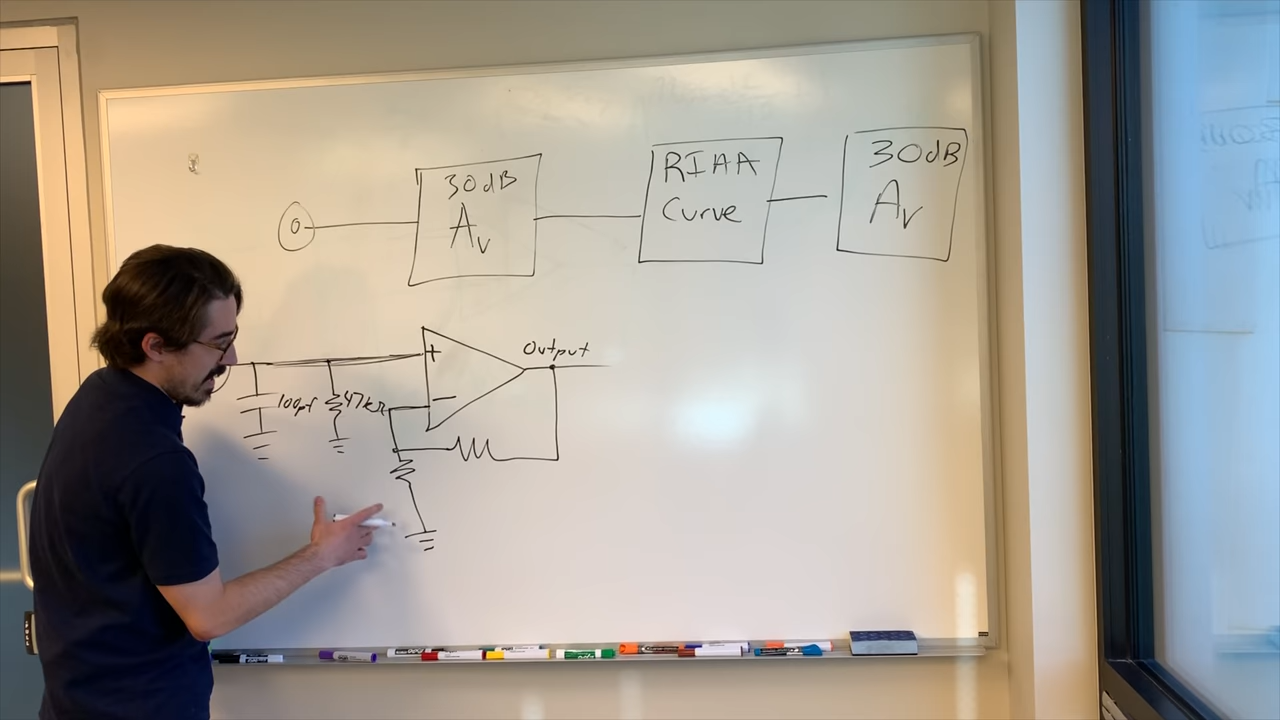 30dB
Av
RIAA
Curve
30dB
Av
+
Output
100pf
47kΩ
−